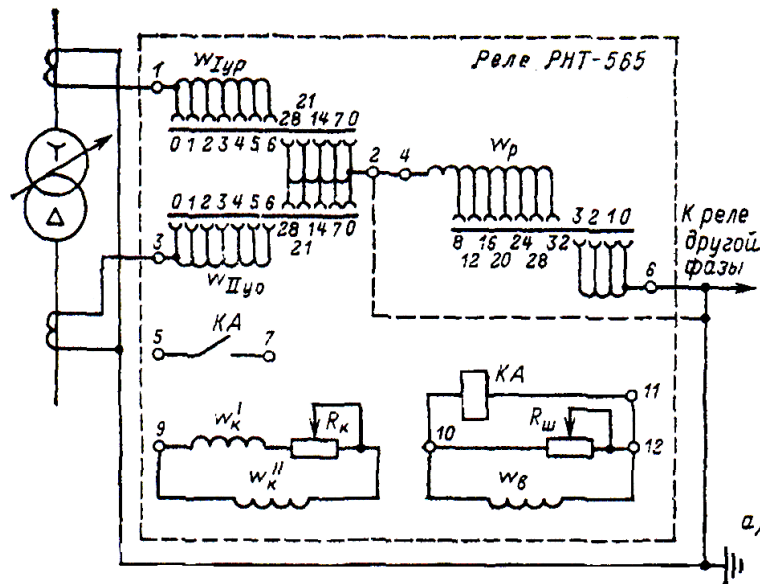 Реле РНТ-565
1
w_Iур
21
28 14 7 0
0 1 2 3 4 5 6
2
4
w_р
0 1 2 3 4 5 6
28 14 7 0
21
3
w_IIур
8 16 24 32
12 20 28
3 2 1 0
6
К реле
другой
фазы
КА
5
7
КА
11
9
w_к^I
R_к
10
R_ш
12
w_к^II
w_в
а)